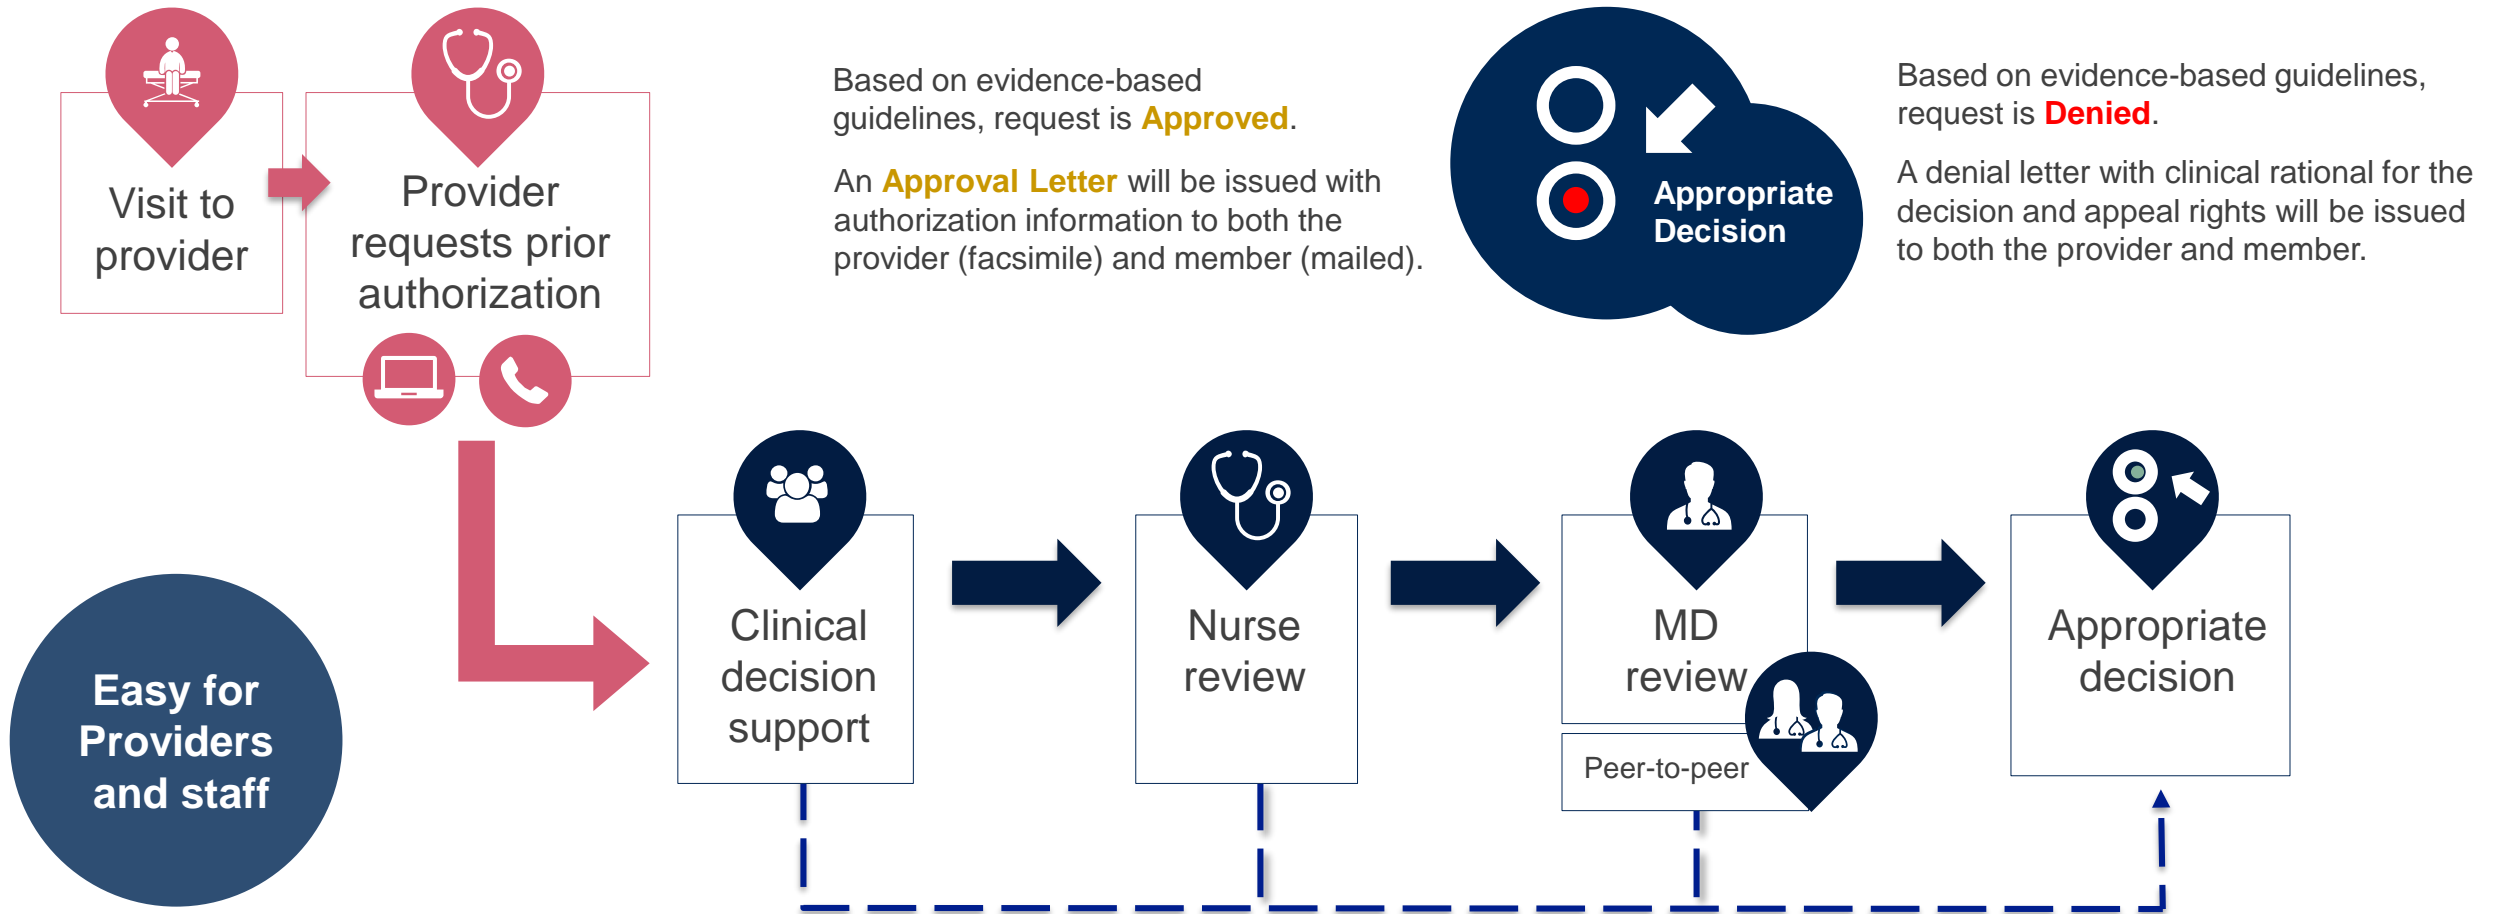 Visit to
provider
Provider
requests prior
authorization
Based on evidence-based
guidelines, request is Approved.
An Approval Letter will be issued with
authorization information to both the
provider (facsimile) and member (mailed).
Appropriate
Decision
Based on evidence-based guidelines,
request is Denied.
A denial letter with clinical rational for the
decision and appeal rights will be issued
to both the provider and member.
Easy for
Providers
and staff
Clinical
decision
support
Nurse
review
MD
review
Peer-to-peer
Appropriate
decision